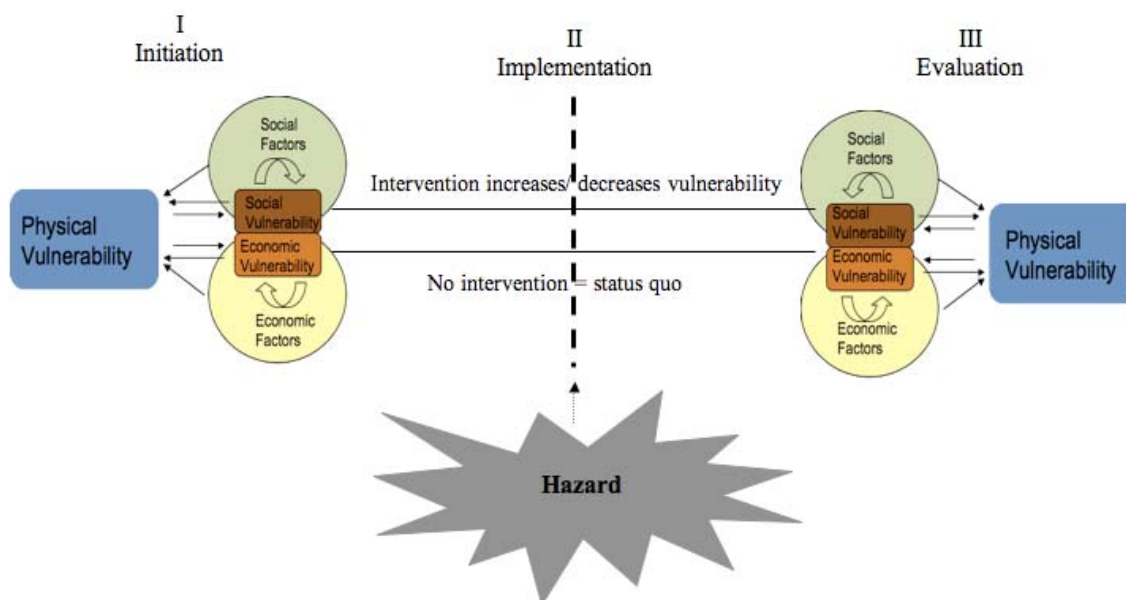 I
Initiation
II
Implementation
III
Evaluation
Social
Factors
Social
Vulnerability
Economic
Vulnerability
Economic
Factors
Physical
Vulnerability
Intervention increases/ decreases vulnerability
No intervention = status quo
Social
Factors
Social
Vulnerability
Economic
Vulnerability
Economic
Factors
Physical
Vulnerability
Hazard